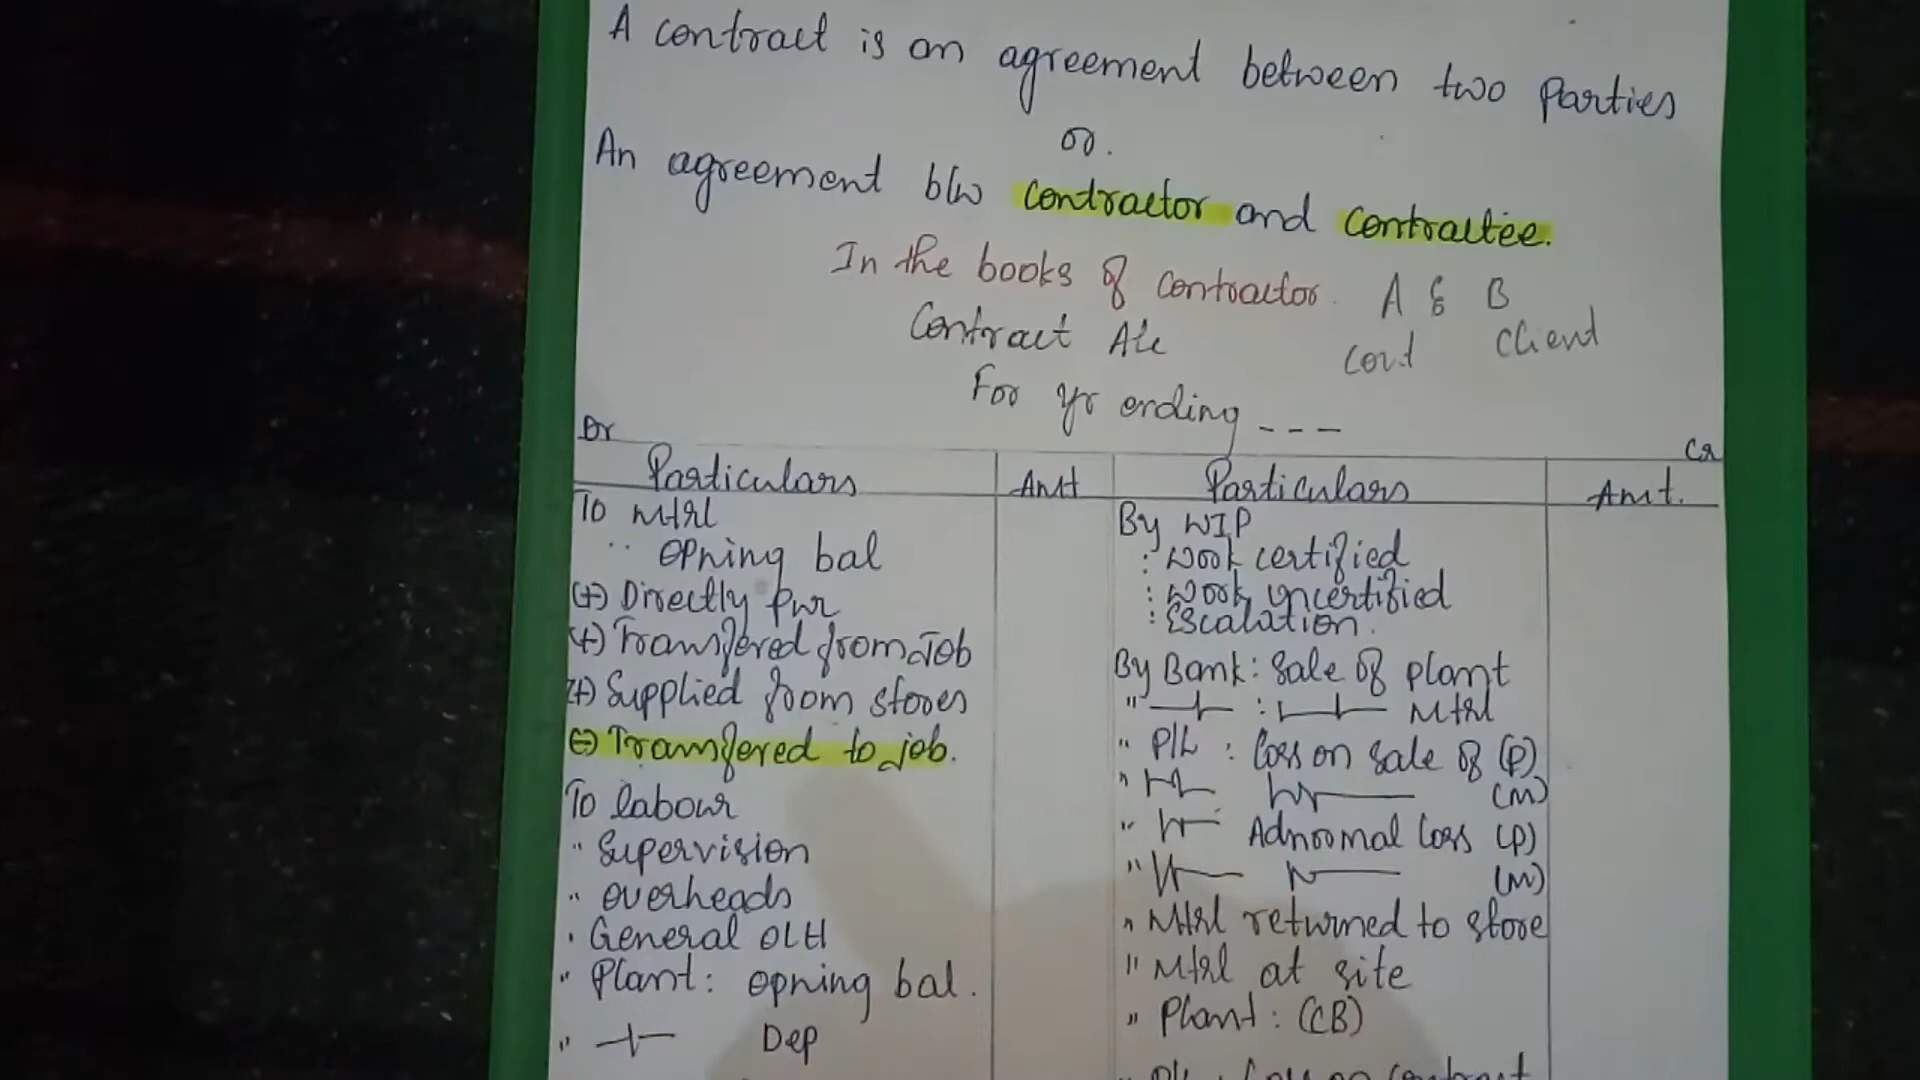 A contract is an agreement between two Parties
or.
An agreement b/w contractor and contractee.
In the books of contractor. A & B
Contract A/c Cont Client
For yr ending ---
Dr Cr
Particulars Amt Particulars Amt.
To Mtrl
" Opning bal
(+) Directly pur
(+) Transfered from Job
(+) Supplied from stores
(-) Transfered to job.
To labour
" Supervision
" overheads
" General O/H
" Plant: opning bal.
" Dep
By WIP
: Work certified
: Work uncertified
: Escalation.
By Bank: Sale of plant
" : Mtrl
" P/L : loss on sale of (P)
" (M)
" Adnormal loss (P)
" (M)
" Mtrl returned to store
" Mtrl at site
" Plant: (CB)
" P/L: Loss on contract